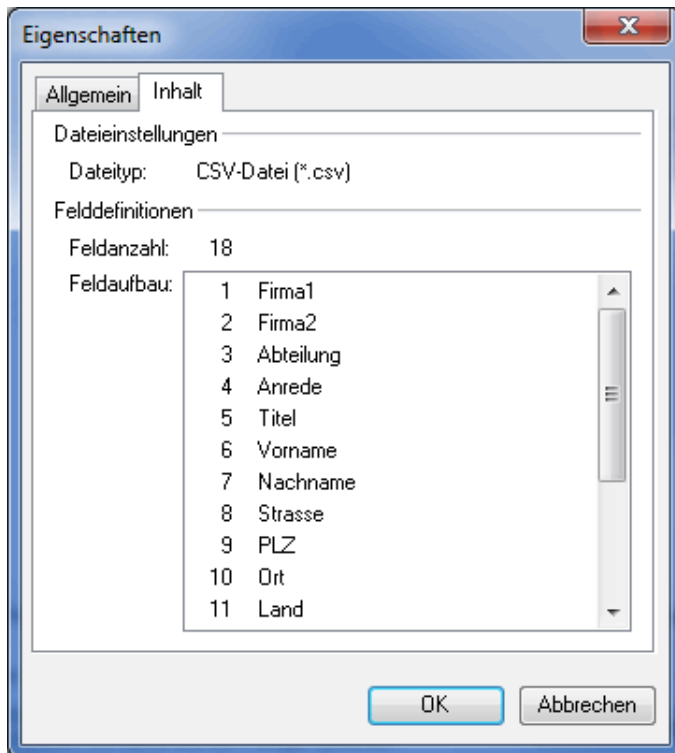 Eigenschaften
Allgemein Inhalt
Dateieinstellungen
Dateityp: CSV-Datei (*.csv)
Felddefinitionen
Feldanzahl: 18
Feldaufbau: 1 Firma1
2 Firma2
3 Abteilung
4 Anrede
5 Titel
6 Vorname
7 Nachname
8 Strasse
9 PLZ
10 Ort
11 Land
OK Abbrechen